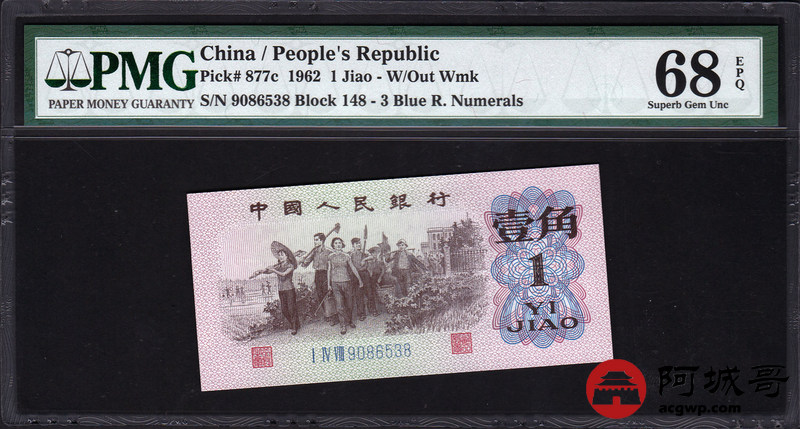 PMG
PAPER MONEY GUARANTY
China / People's Republic
Pick# 877c 1962 1 Jiao - W/Out Wmk
S/N 9086538 Block 148 - 3 Blue R. Numerals
68 EPQ
Superb Gem Unc
中國人民銀行
壹角
1
YI
JIAO
I IV VIII 9086538
阿城哥
acgwp.com